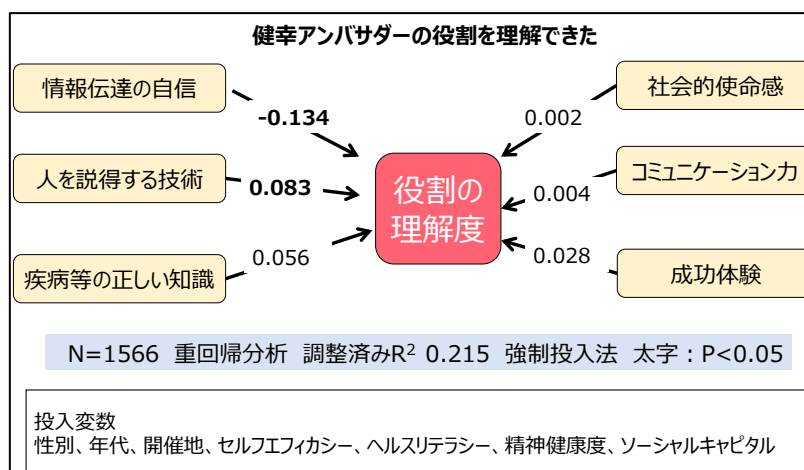 健幸アンバサダーの役割を理解できた
情報伝達の自信
-0.134
人を説得する技術
0.083
疾病等の正しい知識
0.056
役割の
理解度
社会的使命感
0.002
コミュニケーション力
0.004
成功体験
0.028
N=1566 重回帰分析 調整済みR² 0.215 強制投入法 太字：P<0.05
投入変数
性別、年代、開催地、セルフエフィカシー、ヘルスリテラシー、精神健康度、ソーシャルキャピタル